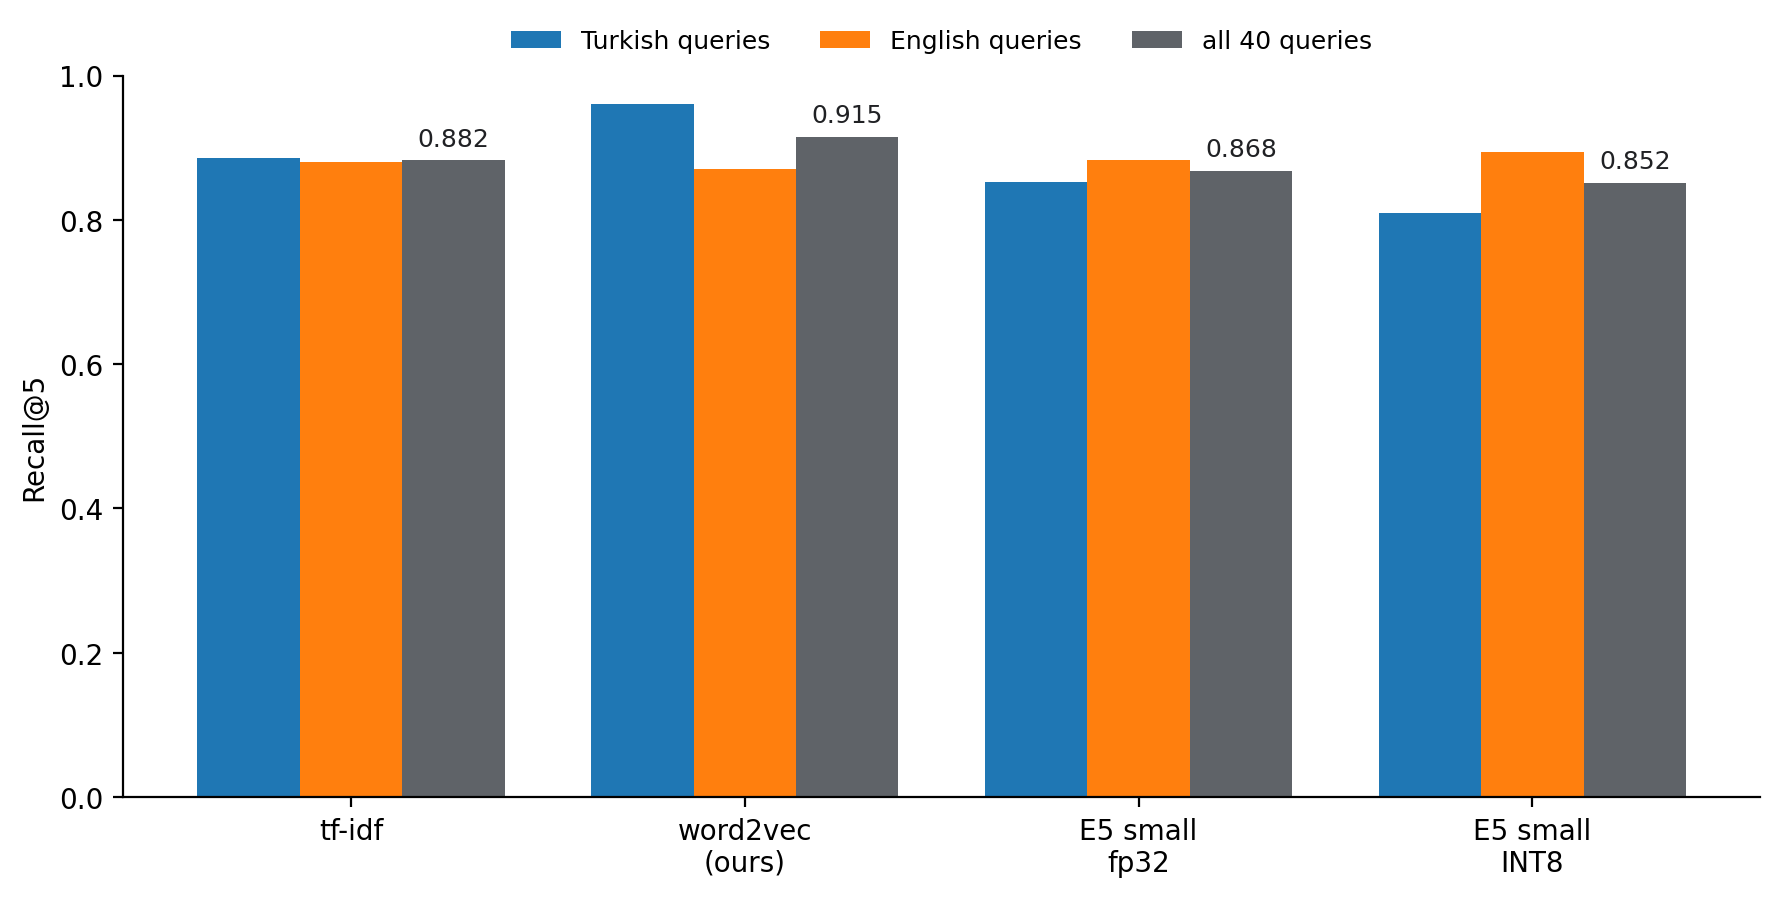 Turkish queries English queries all 40 queries
1.0
0.8
0.6
0.4
0.2
0.0
Recall@5
0.882
0.915
0.868
0.852
tf-idf
word2vec
(ours)
E5 small
fp32
E5 small
INT8